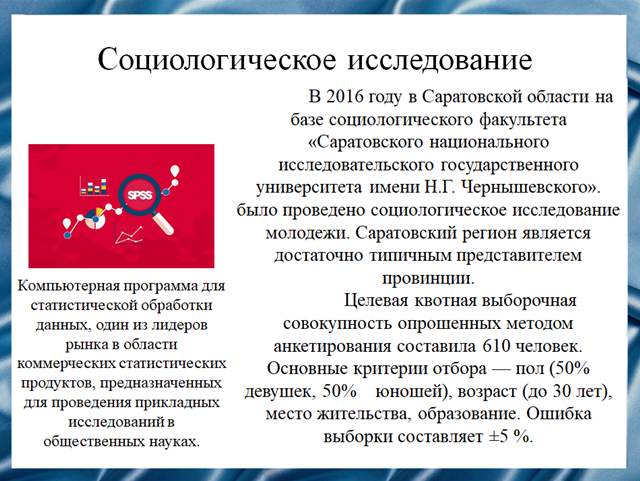 Социологическое исследование
SPSS
Компьютерная программа для
статистической обработки
данных, один из лидеров
рынка в области
коммерческих статистических
продуктов, предназначенных
для проведения прикладных
исследований в
общественных науках.
В 2016 году в Саратовской области на
базе социологического факультета
«Саратовского национального
исследовательского государственного
университета имени Н.Г. Чернышевского».
было проведено социологическое исследование
молодежи. Саратовский регион является
достаточно типичным представителем
провинции.
Целевая квотная выборочная
совокупность опрошенных методом
анкетирования составила 610 человек.
Основные критерии отбора — пол (50%
девушек, 50% юношей), возраст (до 30 лет),
место жительства, образование. Ошибка
выборки составляет ±5 %.